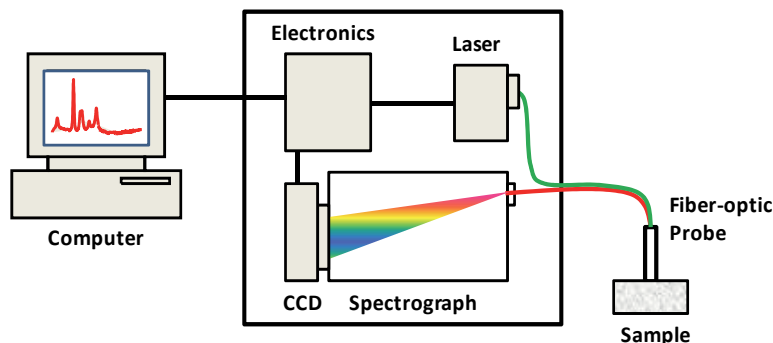 Electronics
Laser
Computer
Fiber-optic
Probe
CCD
Spectrograph
Sample